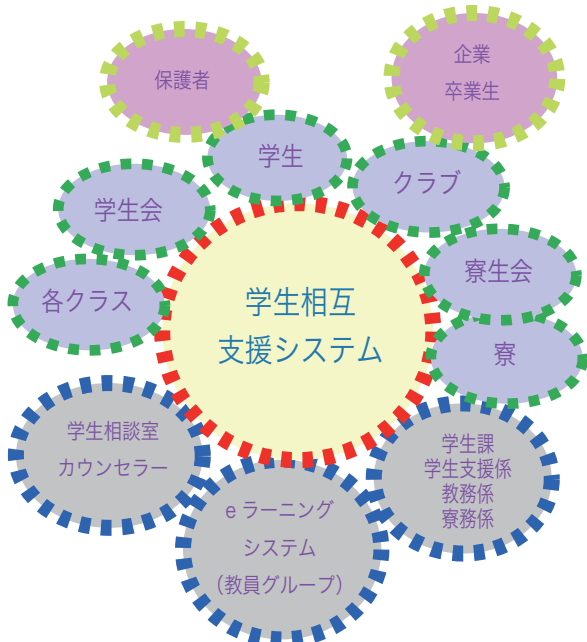 保護者
企業
卒業生
学生
クラブ
学生会
寮生会
各クラス
学生相互
支援システム
寮
学生相談室
カウンセラー
学生課
学生支援係
教務係
寮務係
e ラーニング
システム
（教員グループ）